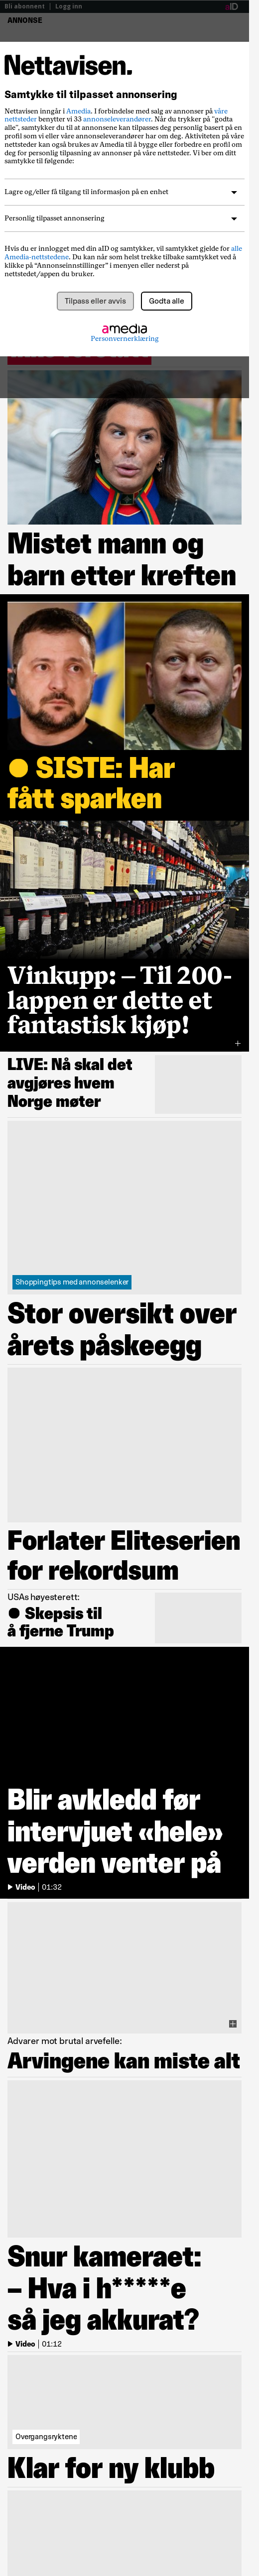 Bli abonnent | Logg inn
aID
ANNONSE
Nettavisen.
Samtykke til tilpasset annonsering
Nettavisen inngår i Amedia. I forbindelse med salg av annonser på våre
nettsteder benytter vi 33 annonseleverandører. Når du trykker på "godta
alle", samtykker du til at annonsene kan tilpasses deg personlig basert på en
profil som vi eller våre annonseleverandører har om deg. Aktiviteten på våre
nettsteder kan også brukes av Amedia til å bygge eller forbedre en profil om
deg for personlig tilpasning av annonser på våre nettsteder. Vi ber om ditt
samtykke til følgende:
Lagre og/eller få tilgang til informasjon på en enhet
Personlig tilpasset annonsering
Hvis du er innlogget med din aID og samtykker, vil samtykket gjelde for alle
Amedia-nettstedene. Du kan når som helst trekke tilbake samtykket ved å
klikke på “Annonseinnstillinger” i menyen eller nederst på
nettstedet/appen du bruker.
Tilpass eller avvis
Godta alle
amedia
Personvernerklæring
Mistet mann og
barn etter kreften
● SISTE: Har
fått sparken
Vinkupp: – Til 200-
lappen er dette et
fantastisk kjøp!
LIVE: Nå skal det
avgjøres hvem
Norge møter
Shoppingtips med annonselenker
Stor oversikt over
årets påskeegg
Forlater Eliteserien
for rekordsum
USAs høyesterett:
● Skepsis til
å fjerne Trump
Blir avkledd før
intervjuet «hele»
verden venter på
Video | 01:32
Advarer mot brutal arvefelle:
Arvingene kan miste alt
Snur kameraet:
– Hva i h*****e
så jeg akkurat?
Video | 01:12
Overgangsryktene
Klar for ny klubb